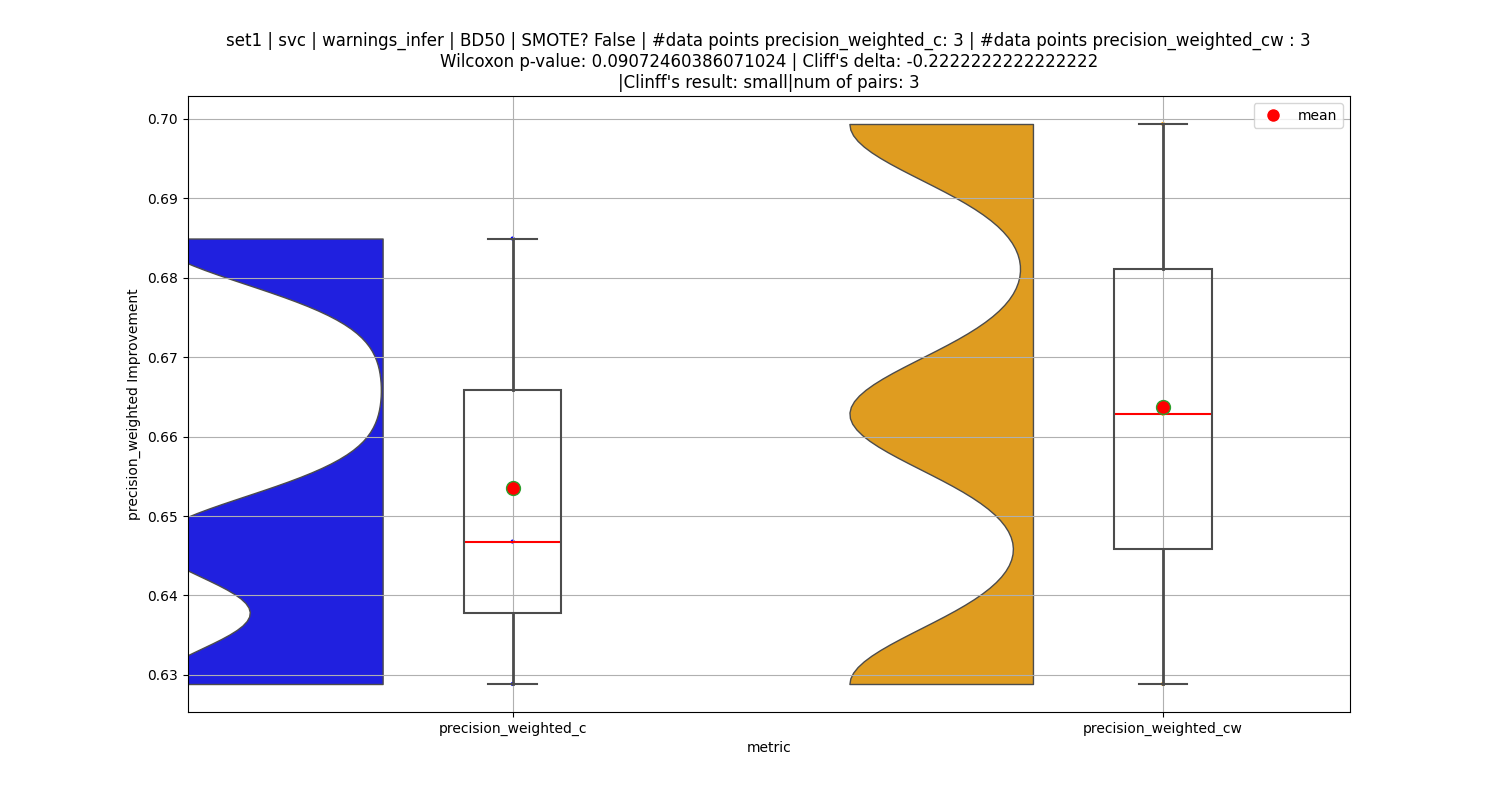 set1 | svc | warnings_infer | BD50 | SMOTE? False | #data points precision_weighted_c: 3 | #data points precision_weighted_cw : 3
Wilcoxon p-value: 0.09072460386071024 | Cliff's delta: -0.2222222222222222
|Clinff's result: small|num of pairs: 3
mean
0.70
0.69
0.68
0.67
0.66
0.65
0.64
0.63
precision_weighted Improvement
precision_weighted_c
precision_weighted_cw
metric